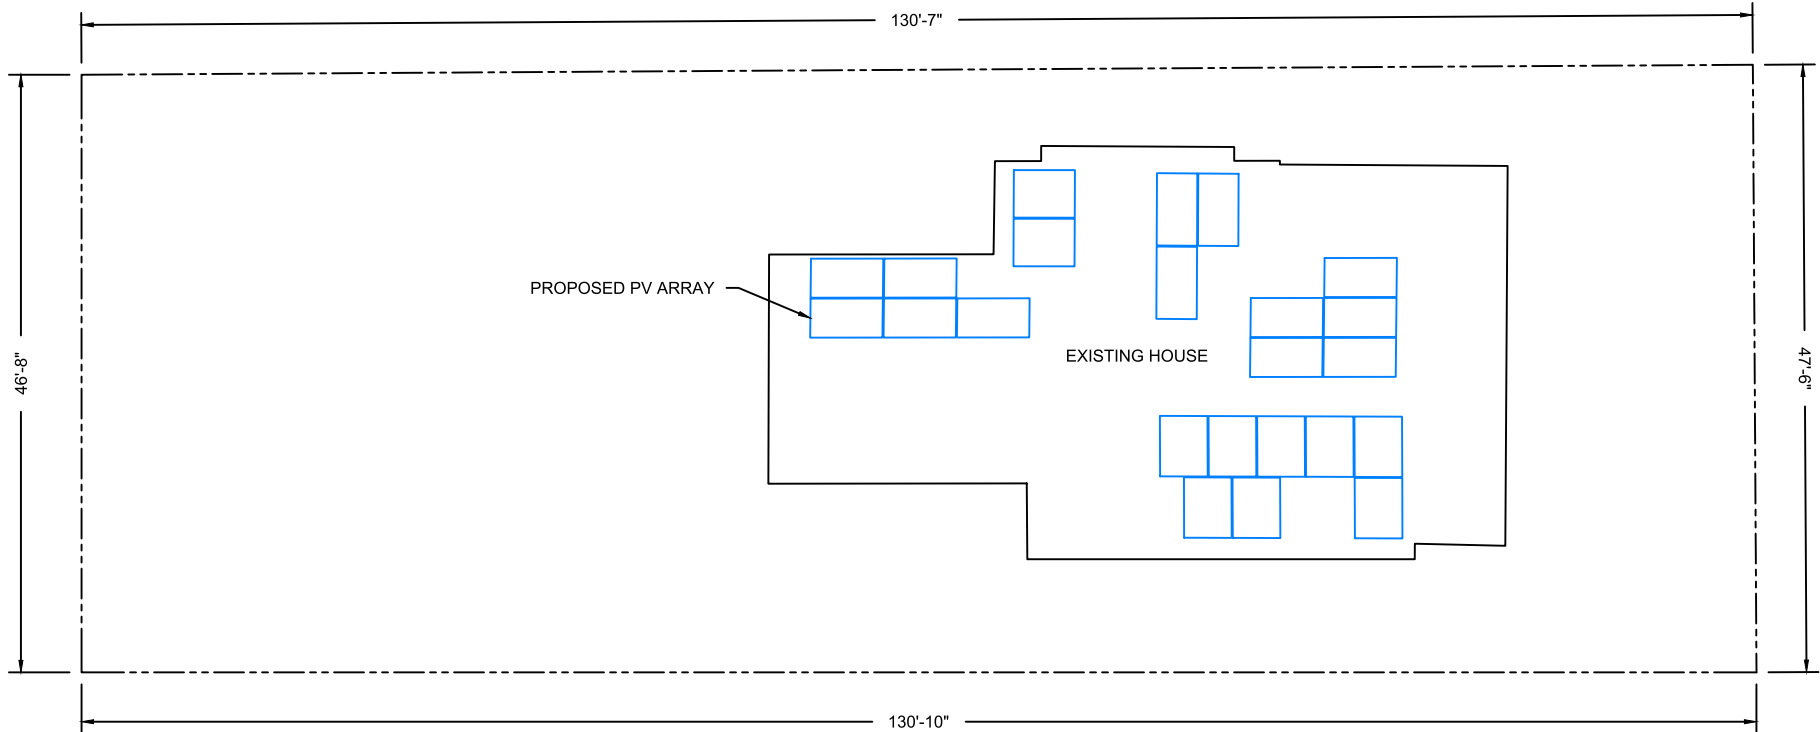 130'-7"
PROPOSED PV ARRAY
EXISTING HOUSE
46'-8"
47'-6"
130'-10"